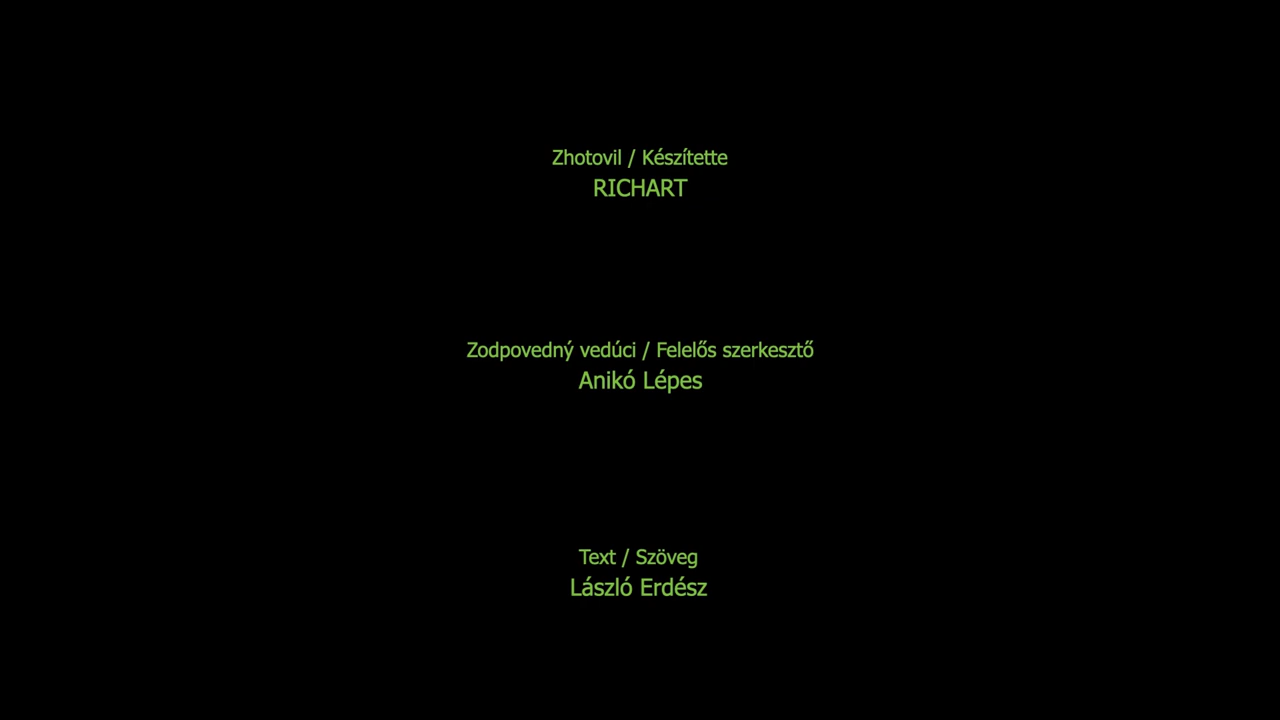 Zhotovil / Készítette
RICHART
Zodpovedný vedúci / Felelős szerkesztő
Anikó Lépes
Text / Szöveg
László Erdész